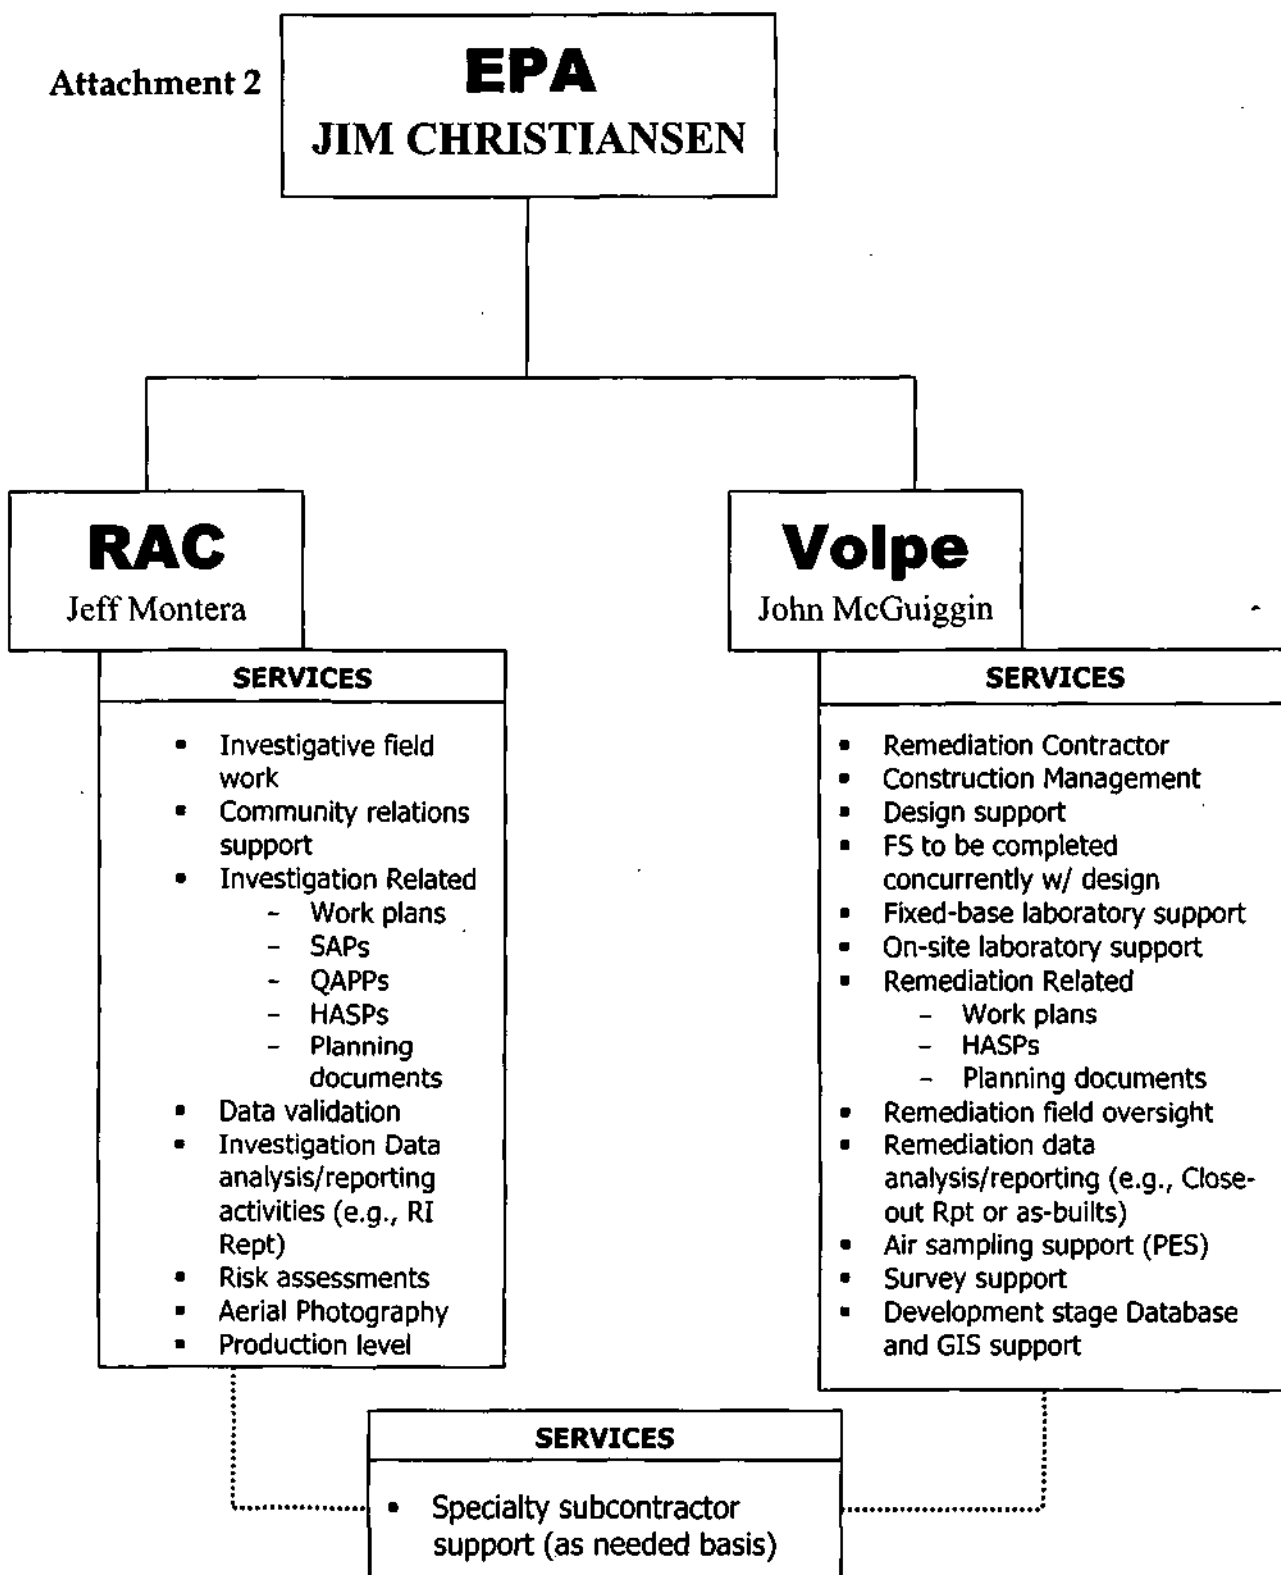 Attachment 2
EPA
JIM CHRISTIANSEN
RAC
Jeff Montera
SERVICES
▪ Investigative field
work
▪ Community relations
support
▪ Investigation Related
– Work plans
– SAPs
– QAPPs
– HASPs
– Planning
documents
▪ Data validation
▪ Investigation Data
analysis/reporting
activities (e.g., RI
Rept)
▪ Risk assessments
▪ Aerial Photography
▪ Production level
Volpe
John McGuiggin
SERVICES
▪ Remediation Contractor
▪ Construction Management
▪ Design support
▪ FS to be completed
concurrently w/ design
▪ Fixed-base laboratory support
▪ On-site laboratory support
▪ Remediation Related
– Work plans
– HASPs
– Planning documents
▪ Remediation field oversight
▪ Remediation data
analysis/reporting (e.g., Close-
out Rpt or as-builts)
▪ Air sampling support (PES)
▪ Survey support
▪ Development stage Database
and GIS support
SERVICES
▪ Specialty subcontractor
support (as needed basis)